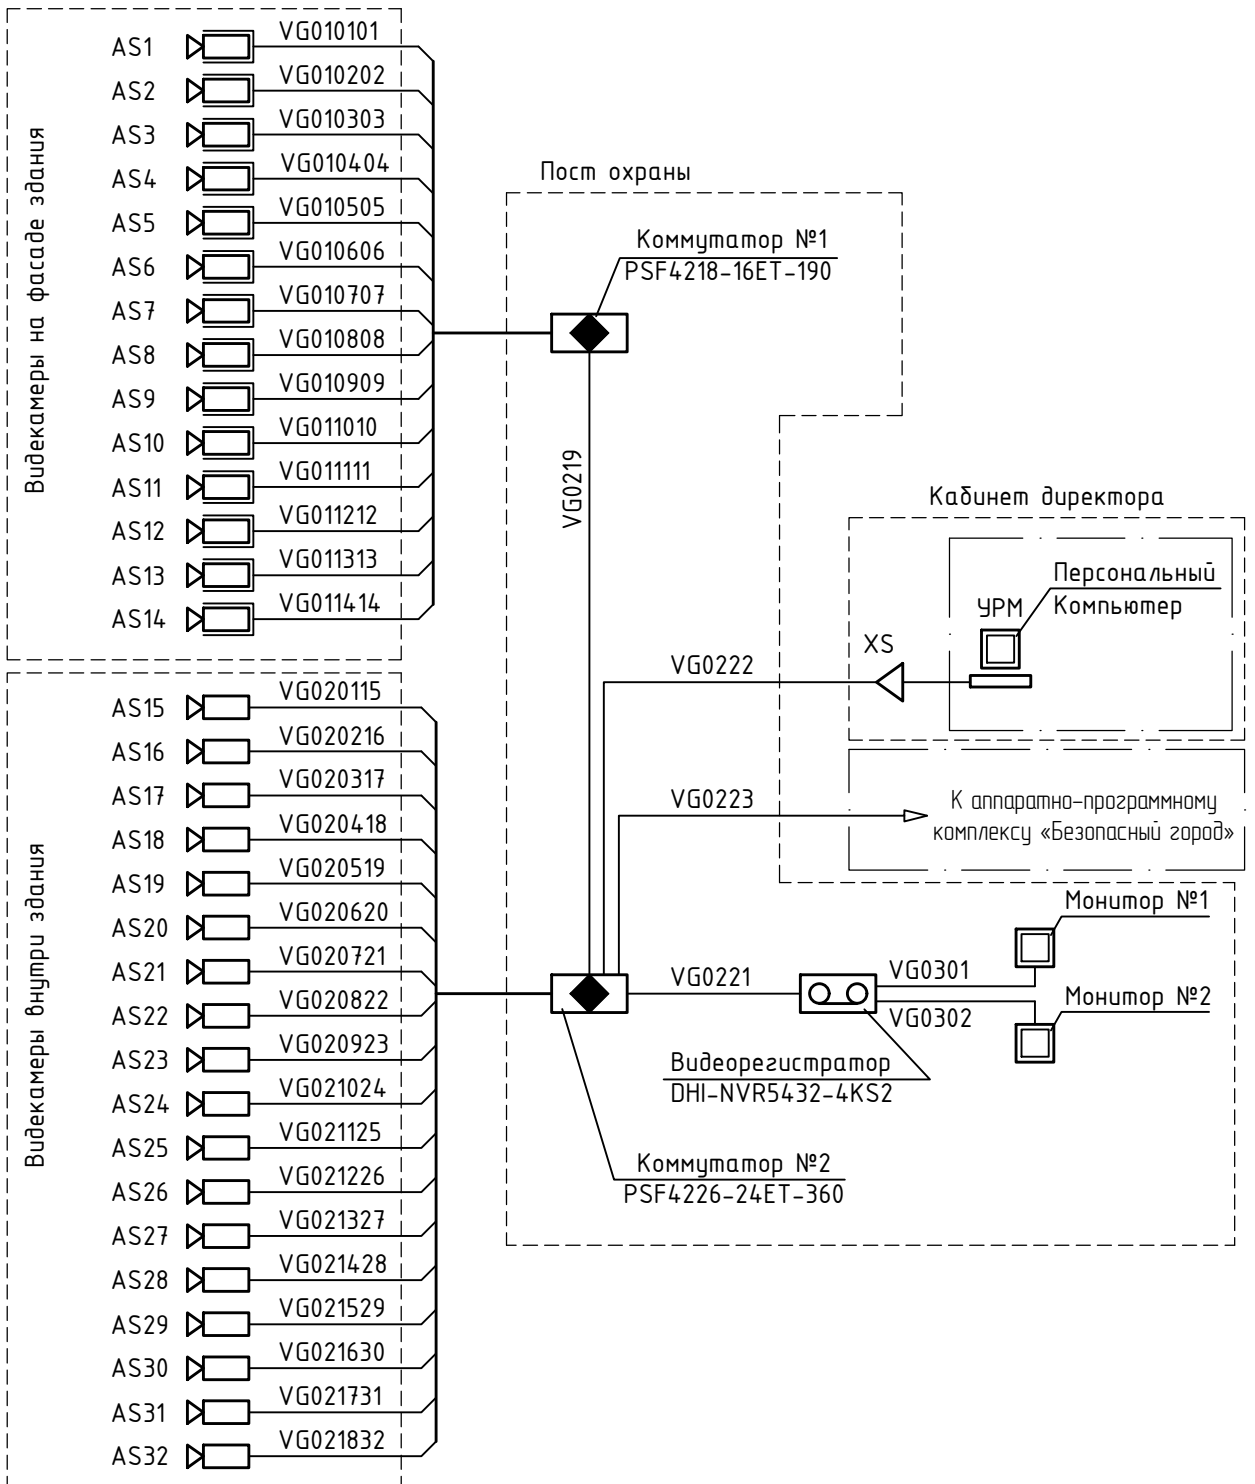 Видекамеры на фасаде здания
AS1 VG010101
AS2 VG010202
AS3 VG010303
AS4 VG010404
AS5 VG010505
AS6 VG010606
AS7 VG010707
AS8 VG010808
AS9 VG010909
AS10 VG011010
AS11 VG011111
AS12 VG011212
AS13 VG011313
AS14 VG011414
Пост охраны
Коммутатор №1
PSF4218-16ET-190
VG0219
Кабинет директора
Персональный
Компьютер
УРМ
XS
VG0222
VG0223
К аппаратно-программному
комплексу «Безопасный город»
Видекамеры внутри здания
AS15 VG020115
AS16 VG020216
AS17 VG020317
AS18 VG020418
AS19 VG020519
AS20 VG020620
AS21 VG020721
AS22 VG020822
AS23 VG020923
AS24 VG021024
AS25 VG021125
AS26 VG021226
AS27 VG021327
AS28 VG021428
AS29 VG021529
AS30 VG021630
AS31 VG021731
AS32 VG021832
Монитор №1
VG0221
VG0301
VG0302
Монитор №2
Видеорегистратор
DHI-NVR5432-4KS2
Коммутатор №2
PSF4226-24ET-360